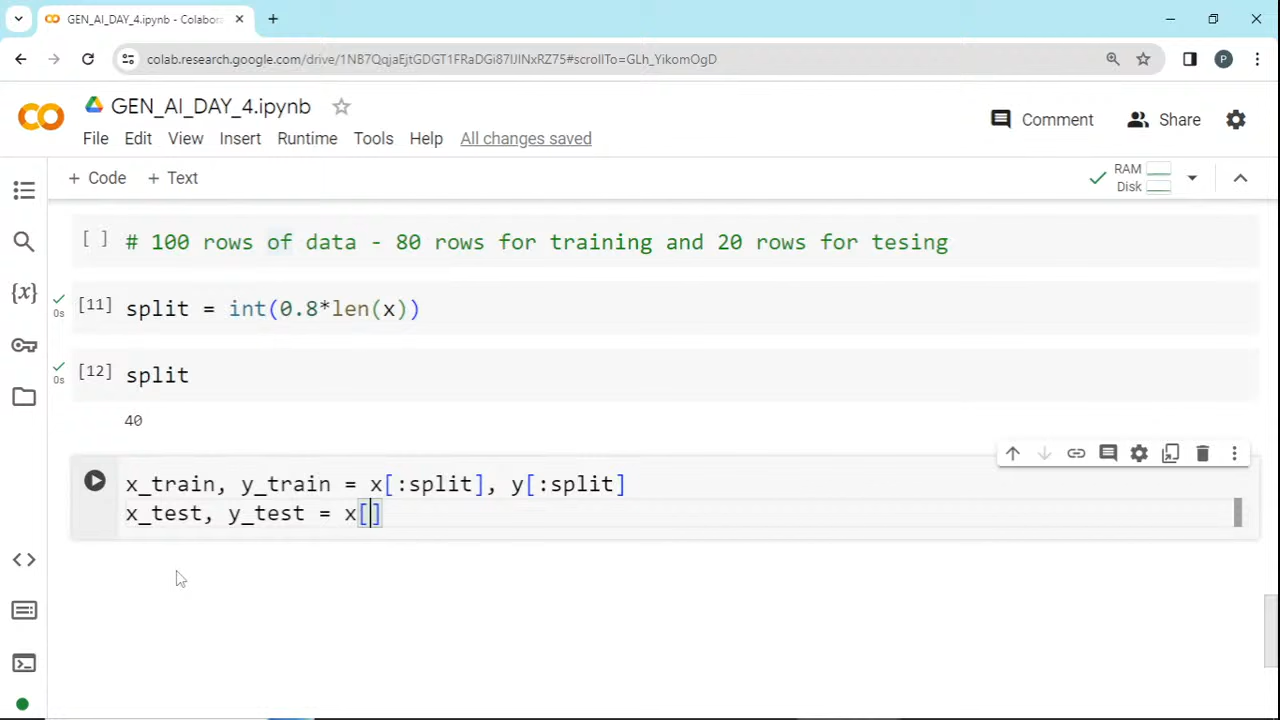 GEN_AI_DAY_4.ipynb - Colabora
colab.research.google.com/drive/1NB7QqjaEjtGDGT1FRaDGi87lJlNxRZ75#scrollTo=GLh_YikomOgD
P
GEN_AI_DAY_4.ipynb
Comment
Share
File Edit View Insert Runtime Tools Help All changes saved
+ Code + Text
RAM
Disk
[ ] # 100 rows of data - 80 rows for training and 20 rows for tesing
[11] split = int(0.8*len(x))
0s
[12] split
0s
40
x_train, y_train = x[:split], y[:split]
x_test, y_test = x[]
{x}